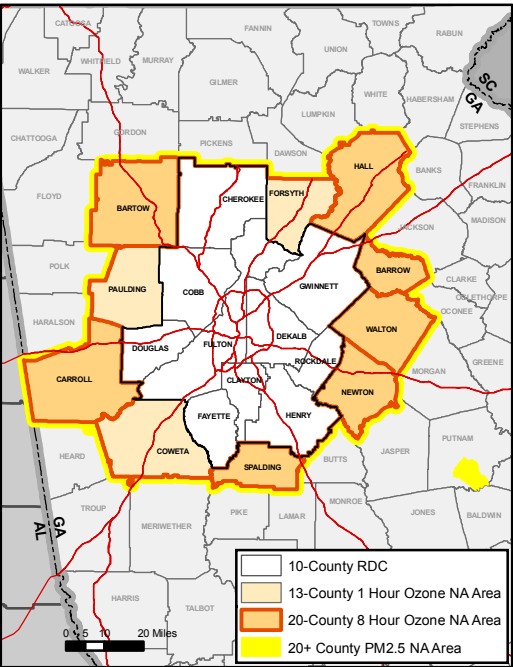 CATOOSA
FANNIN
TOWNS
RABUN
UNION
WHITFIELD
MURRAY
WALKER
GILMER
WHITE
HABERSHAM
SC
GA
LUMPKIN
STEPHENS
CHATTOOGA
GORDON
PICKENS
DAWSON
HALL
BANKS
FRANKLIN
FLOYD
BARTOW
CHEROKEE
FORSYTH
MADISON
JACKSON
POLK
PAULDING
COBB
GWINNETT
BARROW
CLARKE
OGLETHORPE
OCONEE
HARALSON
DOUGLAS
FULTON
DEKALB
WALTON
ROCKDALE
GREENE
CARROLL
CLAYTON
MORGAN
NEWTON
FAYETTE
HENRY
HEARD
COWETA
SPALDING
BUTTS
JASPER
PUTNAM
TROUP
PIKE
LAMAR
MONROE
JONES
BALDWIN
GA
AL
MERIWETHER
HARRIS
TALBOT
0 5 10 20 Miles
10-County RDC
13-County 1 Hour Ozone NA Area
20-County 8 Hour Ozone NA Area
20+ County PM2.5 NA Area